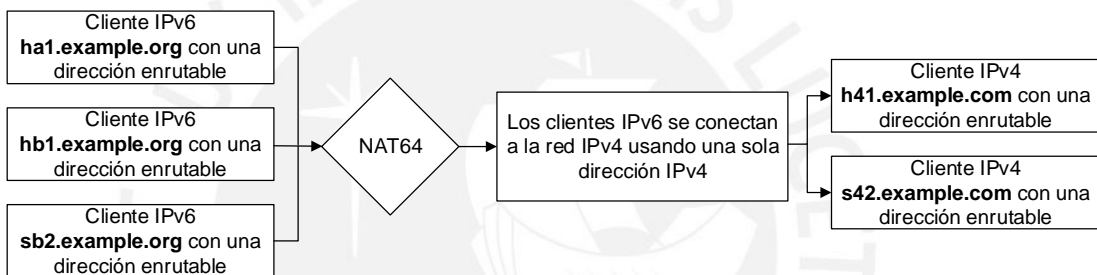 Cliente IPv6
ha1.example.org con una
dirección enrutable
Cliente IPv6
hb1.example.org con una
dirección enrutable
Cliente IPv6
sb2.example.org con una
dirección enrutable
NAT64
Los clientes IPv6 se conectan
a la red IPv4 usando una sola
dirección IPv4
Cliente IPv4
h41.example.com con una
dirección enrutable
Cliente IPv4
s42.example.com con una
dirección enrutable